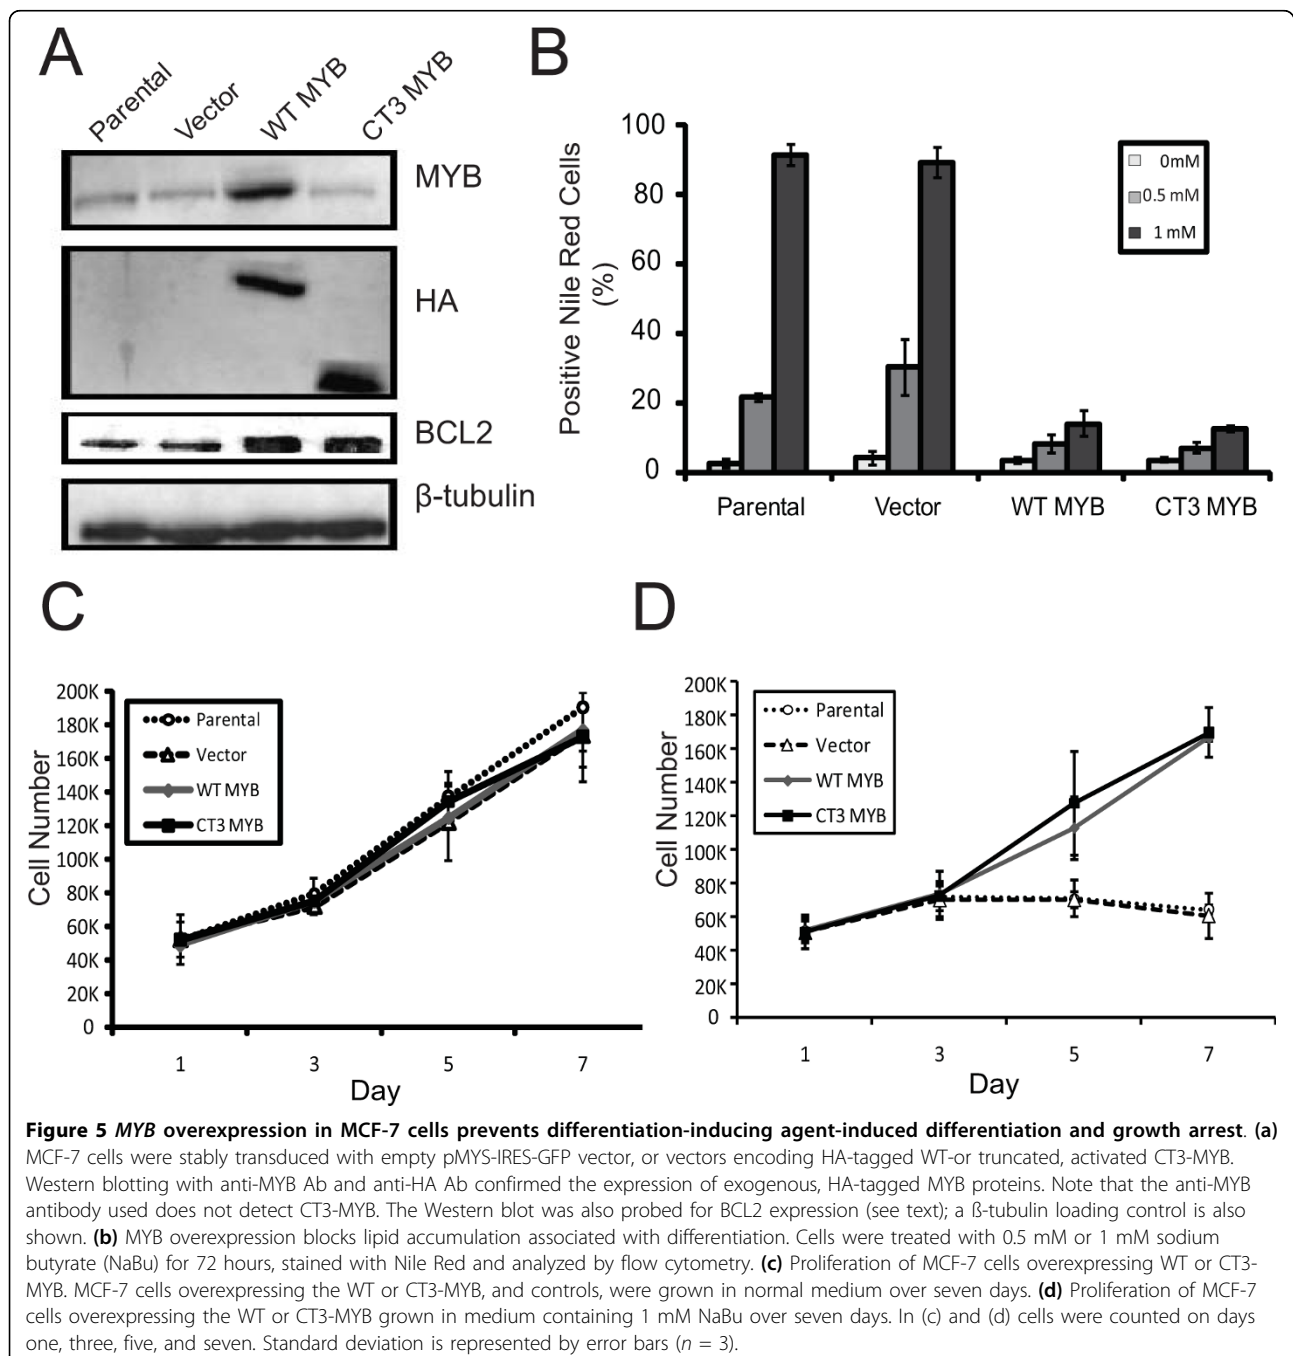 A
Parental
Vector
WT MYB
CT3 MYB
MYB
HA
BCL2
β-tubulin
B
Positive Nile Red Cells
(%)
100
80
60
40
20
0
0mM
0.5 mM
1 mM
Parental
Vector
WT MYB
CT3 MYB
C
Cell Number
200K
180K
160K
140K
120K
100K
80K
60K
40K
20K
0
Parental
Vector
WT MYB
CT3 MYB
1
3
5
7
Day
D
Cell Number
200K
180K
160K
140K
120K
100K
80K
60K
40K
20K
0
Parental
Vector
WT MYB
CT3 MYB
1
3
5
7
Day
Figure 5 MYB overexpression in MCF-7 cells prevents differentiation-inducing agent-induced differentiation and growth arrest. (a)
MCF-7 cells were stably transduced with empty pMYS-IRES-GFP vector, or vectors encoding HA-tagged WT-or truncated, activated CT3-MYB.
Western blotting with anti-MYB Ab and anti-HA Ab confirmed the expression of exogenous, HA-tagged MYB proteins. Note that the anti-MYB
antibody used does not detect CT3-MYB. The Western blot was also probed for BCL2 expression (see text); a ß-tubulin loading control is also
shown. (b) MYB overexpression blocks lipid accumulation associated with differentiation. Cells were treated with 0.5 mM or 1 mM sodium
butyrate (NaBu) for 72 hours, stained with Nile Red and analyzed by flow cytometry. (c) Proliferation of MCF-7 cells overexpressing WT or CT3-
MYB. MCF-7 cells overexpressing the WT or CT3-MYB, and controls, were grown in normal medium over seven days. (d) Proliferation of MCF-7
cells overexpressing the WT or CT3-MYB grown in medium containing 1 mM NaBu over seven days. In (c) and (d) cells were counted on days
one, three, five, and seven. Standard deviation is represented by error bars (n = 3).